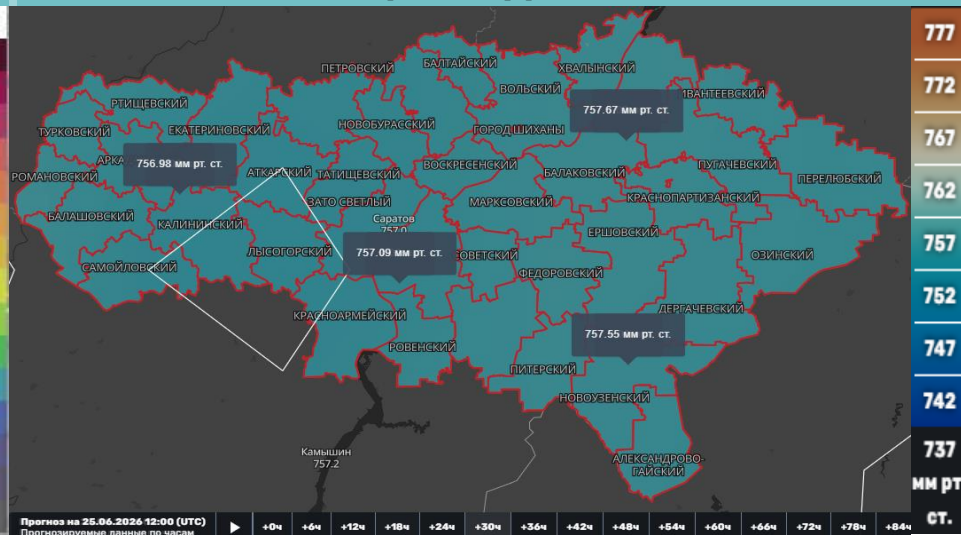 777
ПЕТРОВСКИЙ
БАЛТАЙСКИЙ
ХВАЛЫНСКИЙ
772
ВОЛЬСКИЙ
ИВАНТЕЕВСКИЙ
РТИЩЕВСКИЙ
757.67 мм рт. ст.
ТУРКОВСКИЙ
ЕКАТЕРИНОВСКИЙ
НОВОБУРАССКИЙ
ГОРОД ШИХАНЫ
767
АРКА
756.98 мм рт. ст.
АТКАРСКИЙ
ТАТИЩЕВСКИЙ
ВОСКРЕСЕНСКИЙ
БАЛАКОВСКИЙ
ПУГАЧЕВСКИЙ
РОМАНОВСКИЙ
ПЕРЕЛЮБСКИЙ
762
ЗАТО СВЕТЛЫЙ
МАРКСОВСКИЙ
КРАСНОПАРТИЗАНСКИЙ
БАЛАШОВСКИЙ
КАЛИНИНСКИЙ
Саратов
757.0
ЕРШОВСКИЙ
757
ЛЫСОГОРСКИЙ
757.09 мм рт. ст.
СОВЕТСКИЙ
ОЗИНСКИЙ
САМОЙЛОВСКИЙ
ФЕДОРОВСКИЙ
752
КРАСНОАРМЕЙСКИЙ
ДЕРГАЧЕВСКИЙ
757.55 мм рт. ст.
РОВЕНСКИЙ
747
ПИТЕРСКИЙ
НОВОУЗЕНСКИЙ
742
Камышин
757.2
АЛЕКСАНДРОВО-
ГАЙСКИЙ
737
мм рт
ст.
Прогноз на 25.06.2026 12:00 (UTC)
Прогнозируемые данные по часам
+0ч +6ч +12ч +18ч +24ч +30ч +36ч +42ч +48ч +54ч +60ч +66ч +72ч +78ч +84ч